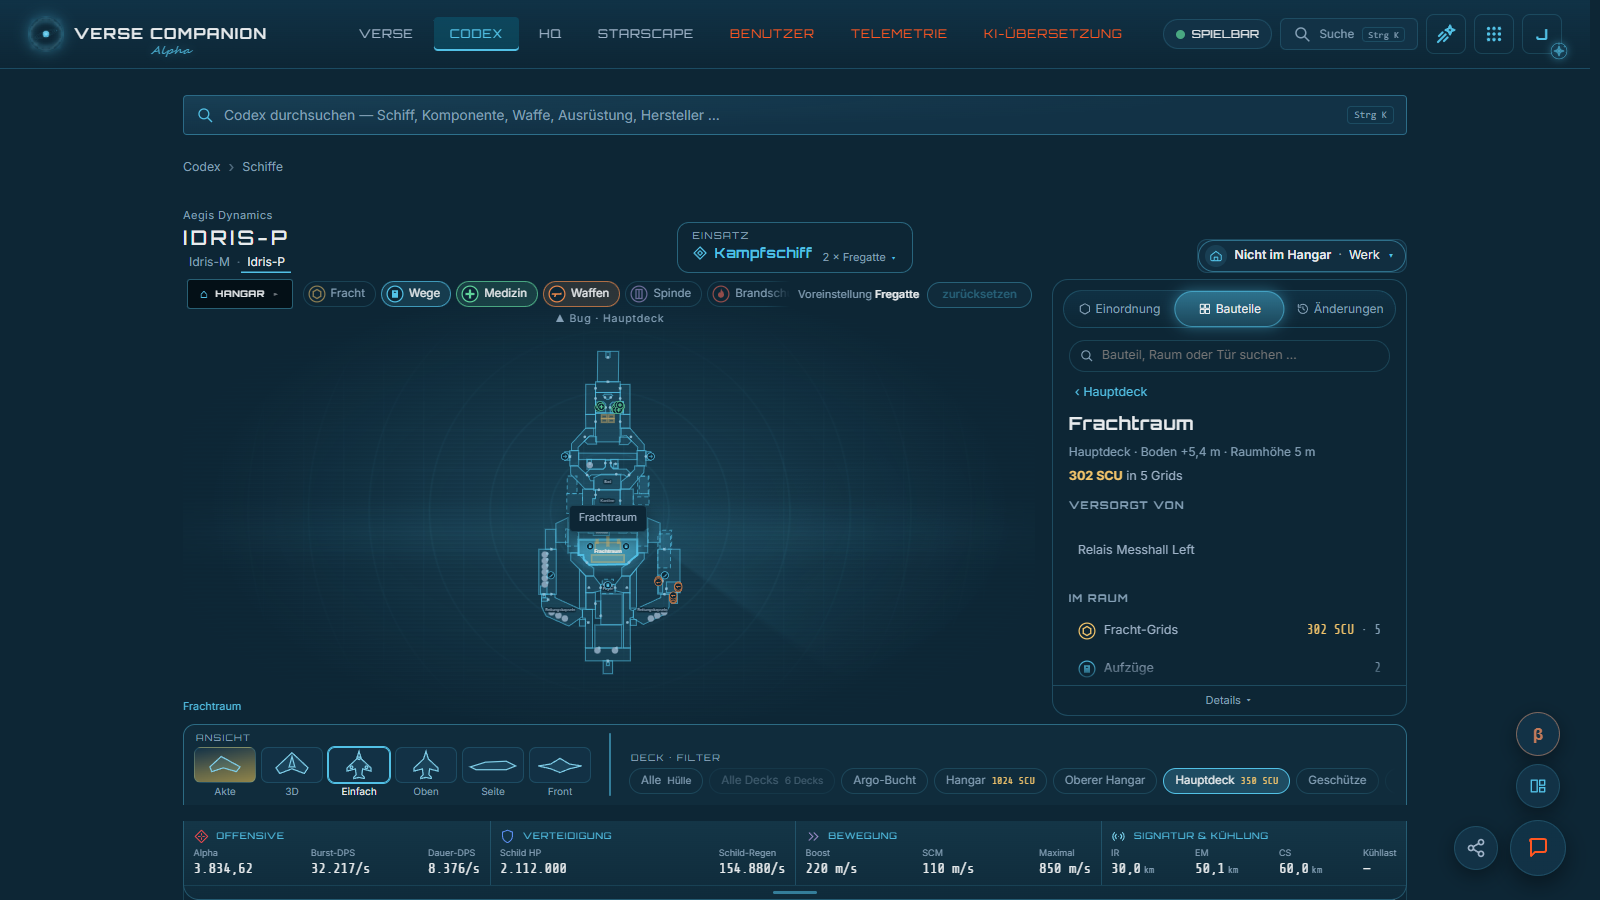 VERSE COMPANION
Alpha
VERSE
CODEX
HQ
STARSCAPE
BENUTZER
TELEMETRIE
KI-ÜBERSETZUNG
SPIELBAR
Suche
Strg K
J
Codex durchsuchen — Schiff, Komponente, Waffe, Ausrüstung, Hersteller ...
Strg K
Codex › Schiffe
Aegis Dynamics
IDRIS-P
Idris-M · Idris-P
EINSATZ
Kampfschiff 2 × Fregatte
Nicht im Hangar · Werk
HANGAR
Fracht
Wege
Medizin
Waffen
Spinde
Brandsch
Voreinstellung Fregatte
zurücksetzen
▲ Bug · Hauptdeck
Frachtraum
Frachtraum
Frachtraum
Einordnung
Bauteile
Änderungen
Bauteil, Raum oder Tür suchen ...
‹ Hauptdeck
Frachtraum
Hauptdeck · Boden +5,4 m · Raumhöhe 5 m
302 SCU in 5 Grids
VERSORGT VON
Relais Messhall Left
IM RAUM
Fracht-Grids 302 SCU · 5
Aufzüge 2
Details
ANSICHT
Akte
3D
Einfach
Oben
Seite
Front
DECK · FILTER
Alle Hülle
Alle Decks 6 Decks
Argo-Bucht
Hangar 1024 SCU
Oberer Hangar
Hauptdeck 350 SCU
Geschütze
OFFENSIVE
Alpha Burst-DPS Dauer-DPS
3.834,62 32.217/s 8.376/s
VERTEIDIGUNG
Schild HP Schild-Regen
2.112.000 154.880/s
BEWEGUNG
Boost SCM Maximal
220 m/s 110 m/s 850 m/s
SIGNATUR & KÜHLUNG
IR EM CS Kühllast
30,0 km 50,1 km 60,0 km —
β